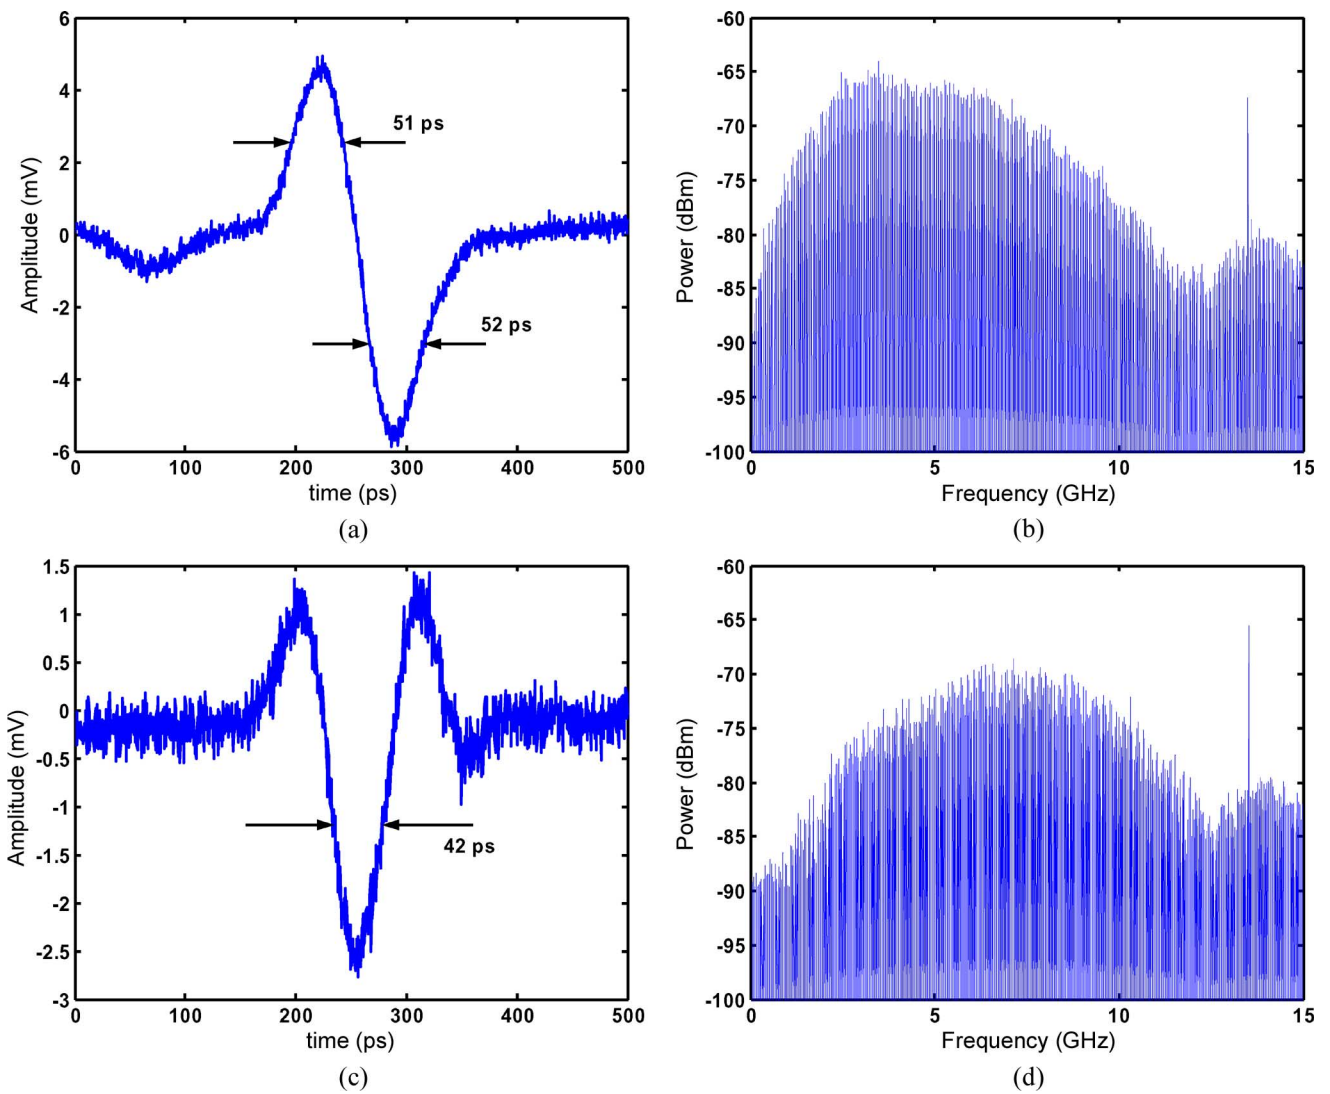 6
4
2
0
-2
-4
-6
Amplitude (mV)
51 ps
52 ps
0 100 200 300 400 500
time (ps)
(a)
-60
-65
-70
-75
-80
-85
-90
-95
-100
Power (dBm)
0 5 10 15
Frequency (GHz)
(b)
1.5
1
0.5
0
-0.5
-1
-1.5
-2
-2.5
-3
Amplitude (mV)
42 ps
0 100 200 300 400 500
time (ps)
(c)
-60
-65
-70
-75
-80
-85
-90
-95
-100
Power (dBm)
0 5 10 15
Frequency (GHz)
(d)